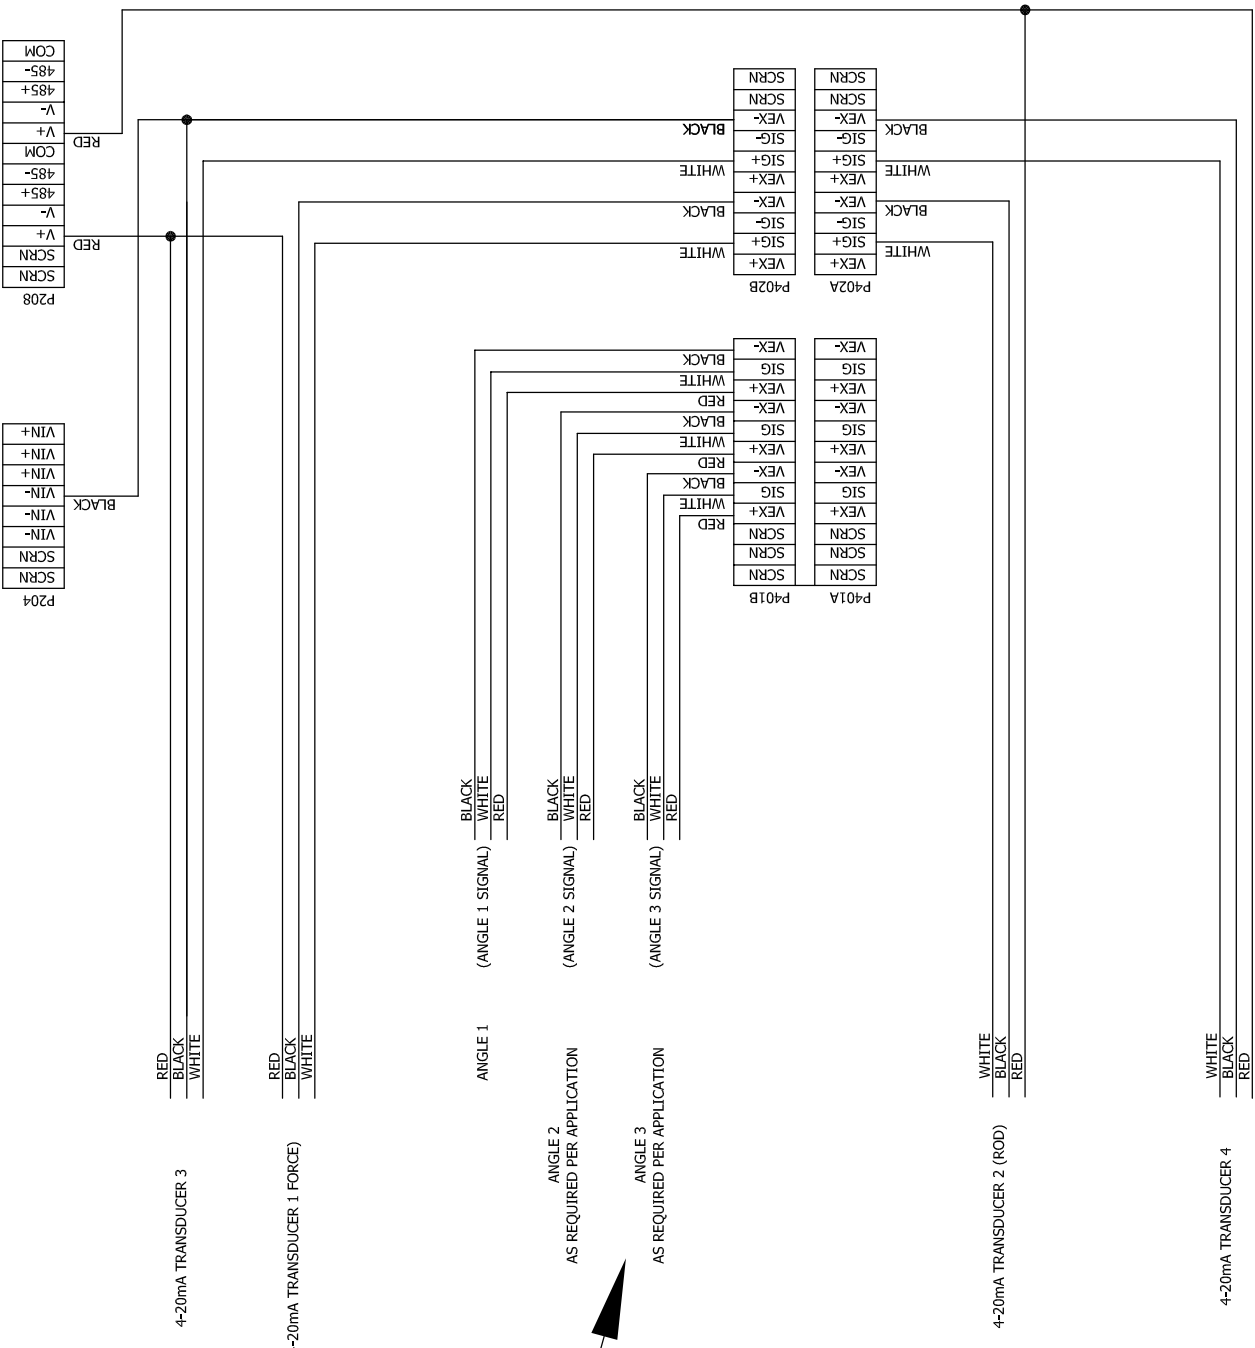 COM
485-
485+
V-
V+
COM
485-
485+
V-
V+
SCRN
SCRN
P208
RED
RED
VIN+
VIN+
VIN+
VIN-
VIN-
VIN-
SCRN
SCRN
P204
BLACK
SCRN
SCRN
VEX-
SIG-
SIG+
VEX+
VEX-
SIG-
SIG+
VEX+
P402B
BLACK
WHITE
BLACK
WHITE
SCRN
SCRN
VEX-
SIG-
SIG+
VEX+
VEX-
SIG-
SIG+
VEX+
P402A
BLACK
WHITE
BLACK
WHITE
VEX-
SIG
VEX+
VEX-
SIG
VEX+
VEX-
SIG
VEX+
SCRN
SCRN
SCRN
P401B
BLACK
WHITE
RED
BLACK
WHITE
RED
BLACK
WHITE
RED
VEX-
SIG
VEX+
VEX-
SIG
VEX+
VEX-
SIG
VEX+
SCRN
SCRN
SCRN
P401A
RED
BLACK
WHITE
4-20mA TRANSDUCER 3
RED
BLACK
WHITE
-20mA TRANSDUCER 1 FORCE)
BLACK
WHITE
RED
(ANGLE 1 SIGNAL)
ANGLE 1
BLACK
WHITE
RED
(ANGLE 2 SIGNAL)
ANGLE 2
AS REQUIRED PER APPLICATION
BLACK
WHITE
RED
(ANGLE 3 SIGNAL)
ANGLE 3
AS REQUIRED PER APPLICATION
WHITE
BLACK
RED
4-20mA TRANSDUCER 2 (ROD)
WHITE
BLACK
RED
4-20mA TRANSDUCER 4